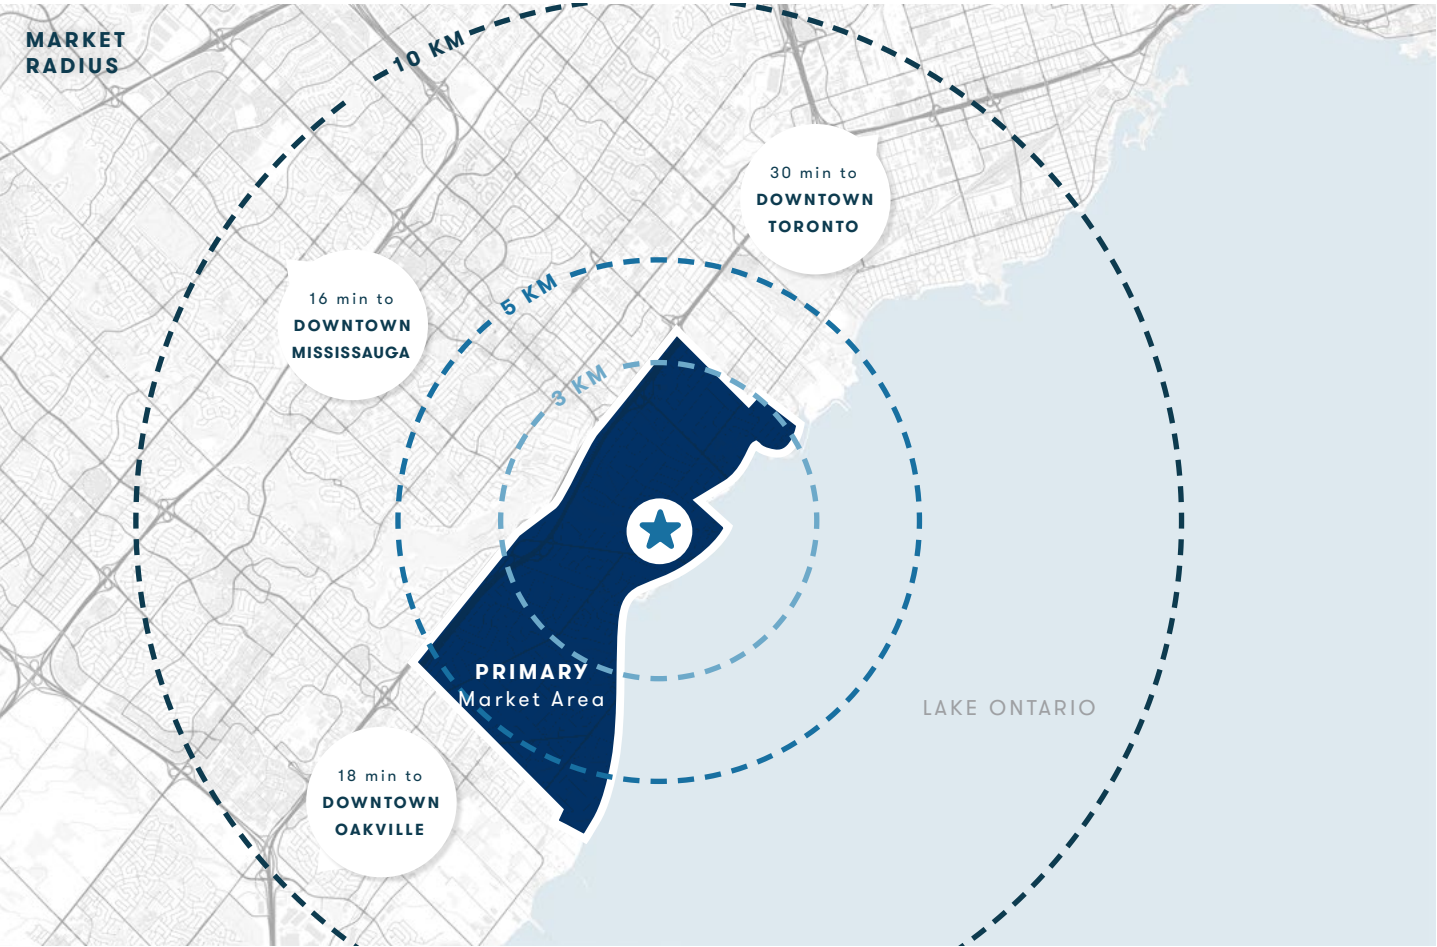 MARKET
RADIUS
10 KM
30 min to
DOWNTOWN
TORONTO
5 KM
16 min to
DOWNTOWN
MISSISSAUGA
3 KM
PRIMARY
Market Area
LAKE ONTARIO
18 min to
DOWNTOWN
OAKVILLE